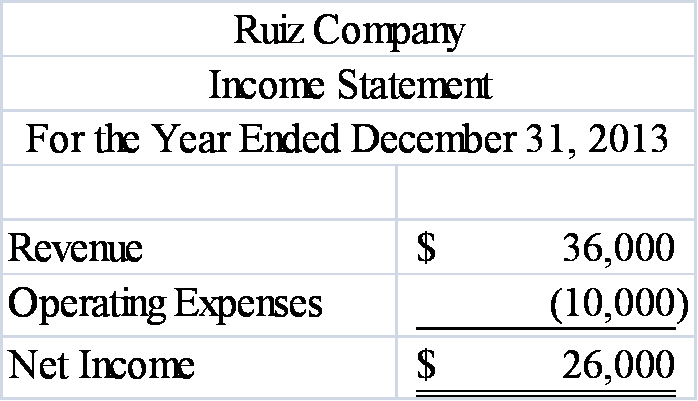 Ruiz Company
Income Statement
For the Year Ended December 31, 2013
Revenue $ 36,000
Operating Expenses (10,000)
Net Income $ 26,000